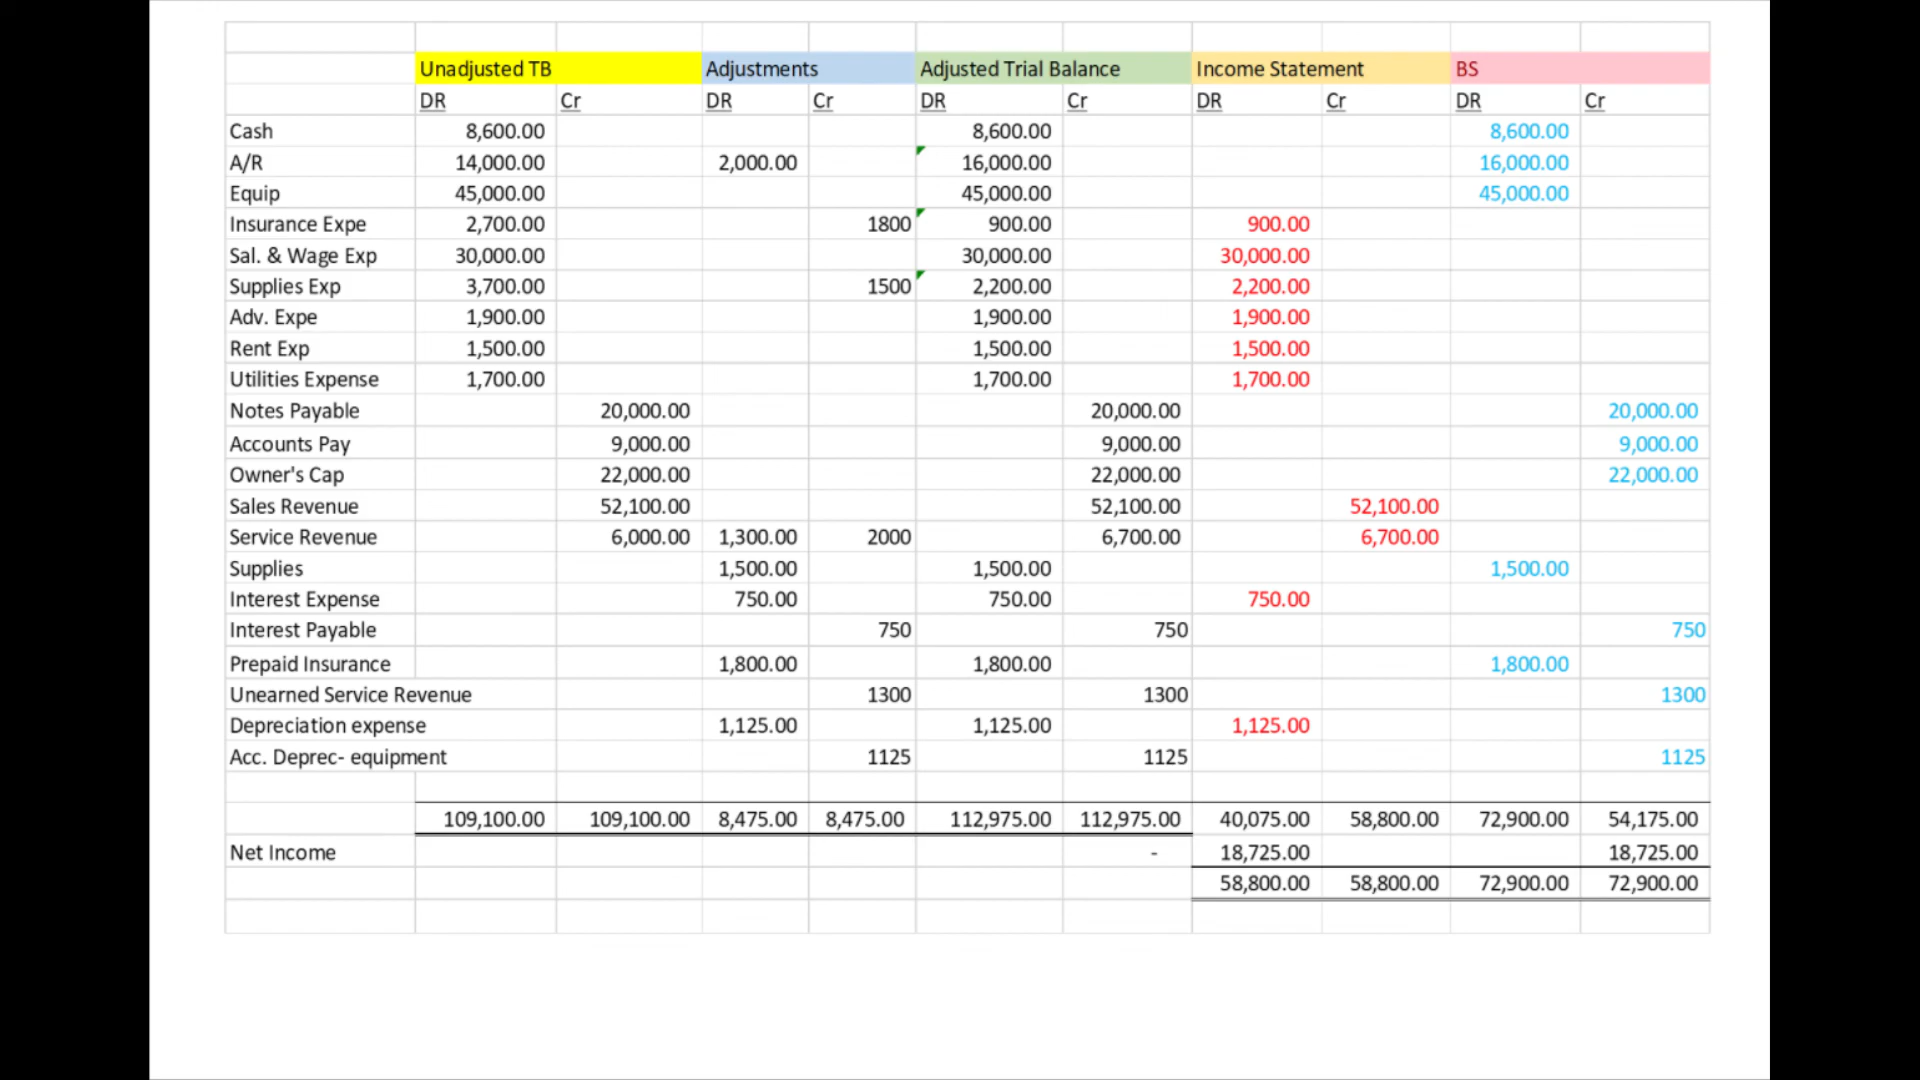 Unadjusted TB Adjustments Adjusted Trial Balance Income Statement BS
DR Cr DR Cr DR Cr DR Cr DR Cr
Cash 8,600.00 8,600.00 8,600.00
A/R 14,000.00 2,000.00 16,000.00 16,000.00
Equip 45,000.00 45,000.00 45,000.00
Insurance Expe 2,700.00 1800 900.00 900.00
Sal. & Wage Exp 30,000.00 30,000.00 30,000.00
Supplies Exp 3,700.00 1500 2,200.00 2,200.00
Adv. Expe 1,900.00 1,900.00 1,900.00
Rent Exp 1,500.00 1,500.00 1,500.00
Utilities Expense 1,700.00 1,700.00 1,700.00
Notes Payable 20,000.00 20,000.00 20,000.00
Accounts Pay 9,000.00 9,000.00 9,000.00
Owner's Cap 22,000.00 22,000.00 22,000.00
Sales Revenue 52,100.00 52,100.00 52,100.00
Service Revenue 6,000.00 1,300.00 2000 6,700.00 6,700.00
Supplies 1,500.00 1,500.00 1,500.00
Interest Expense 750.00 750.00 750.00
Interest Payable 750 750 750
Prepaid Insurance 1,800.00 1,800.00 1,800.00
Unearned Service Revenue 1300 1300 1300
Depreciation expense 1,125.00 1,125.00 1,125.00
Acc. Deprec- equipment 1125 1125 1125
109,100.00 109,100.00 8,475.00 8,475.00 112,975.00 112,975.00 40,075.00 58,800.00 72,900.00 54,175.00
Net Income - 18,725.00 18,725.00
58,800.00 58,800.00 72,900.00 72,900.00